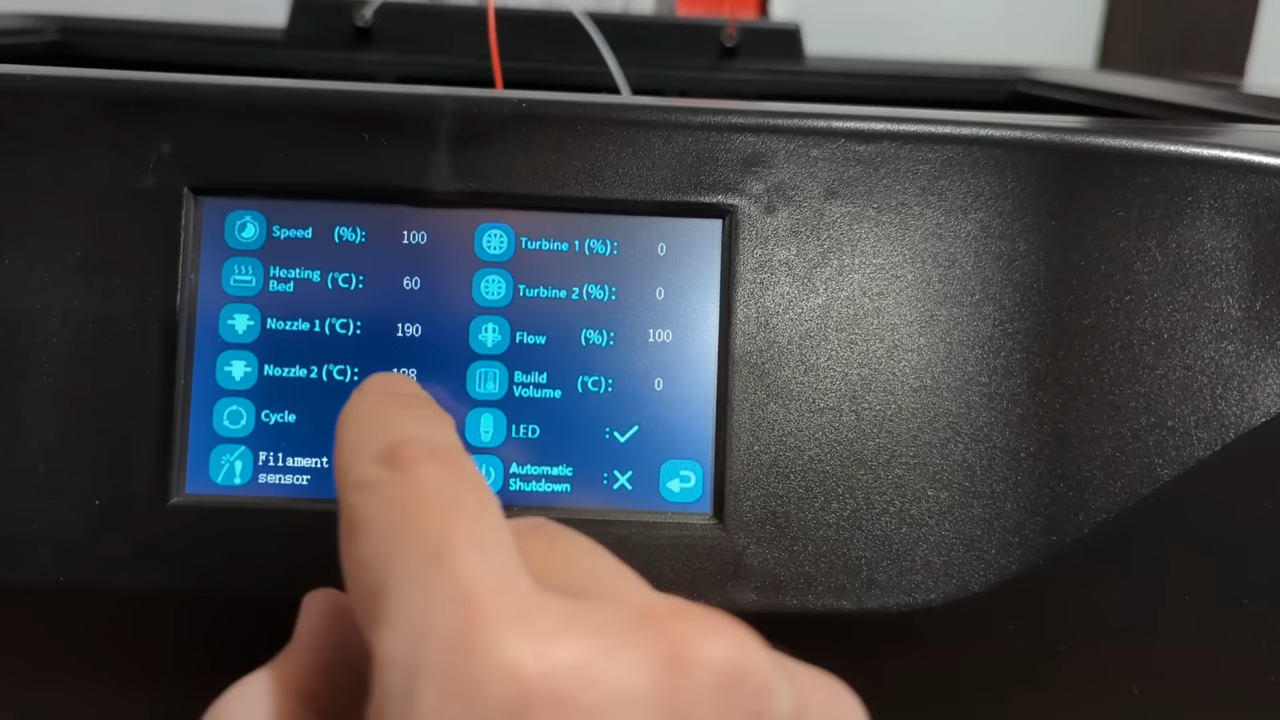 Speed (%): 100
Heating Bed (℃): 60
Nozzle 1 (℃): 190
Nozzle 2 (℃):
Cycle
Filament sensor
Turbine 1 (%): 0
Turbine 2 (%): 0
Flow (%): 100
Build Volume (℃): 0
LED :
Automatic Shutdown :